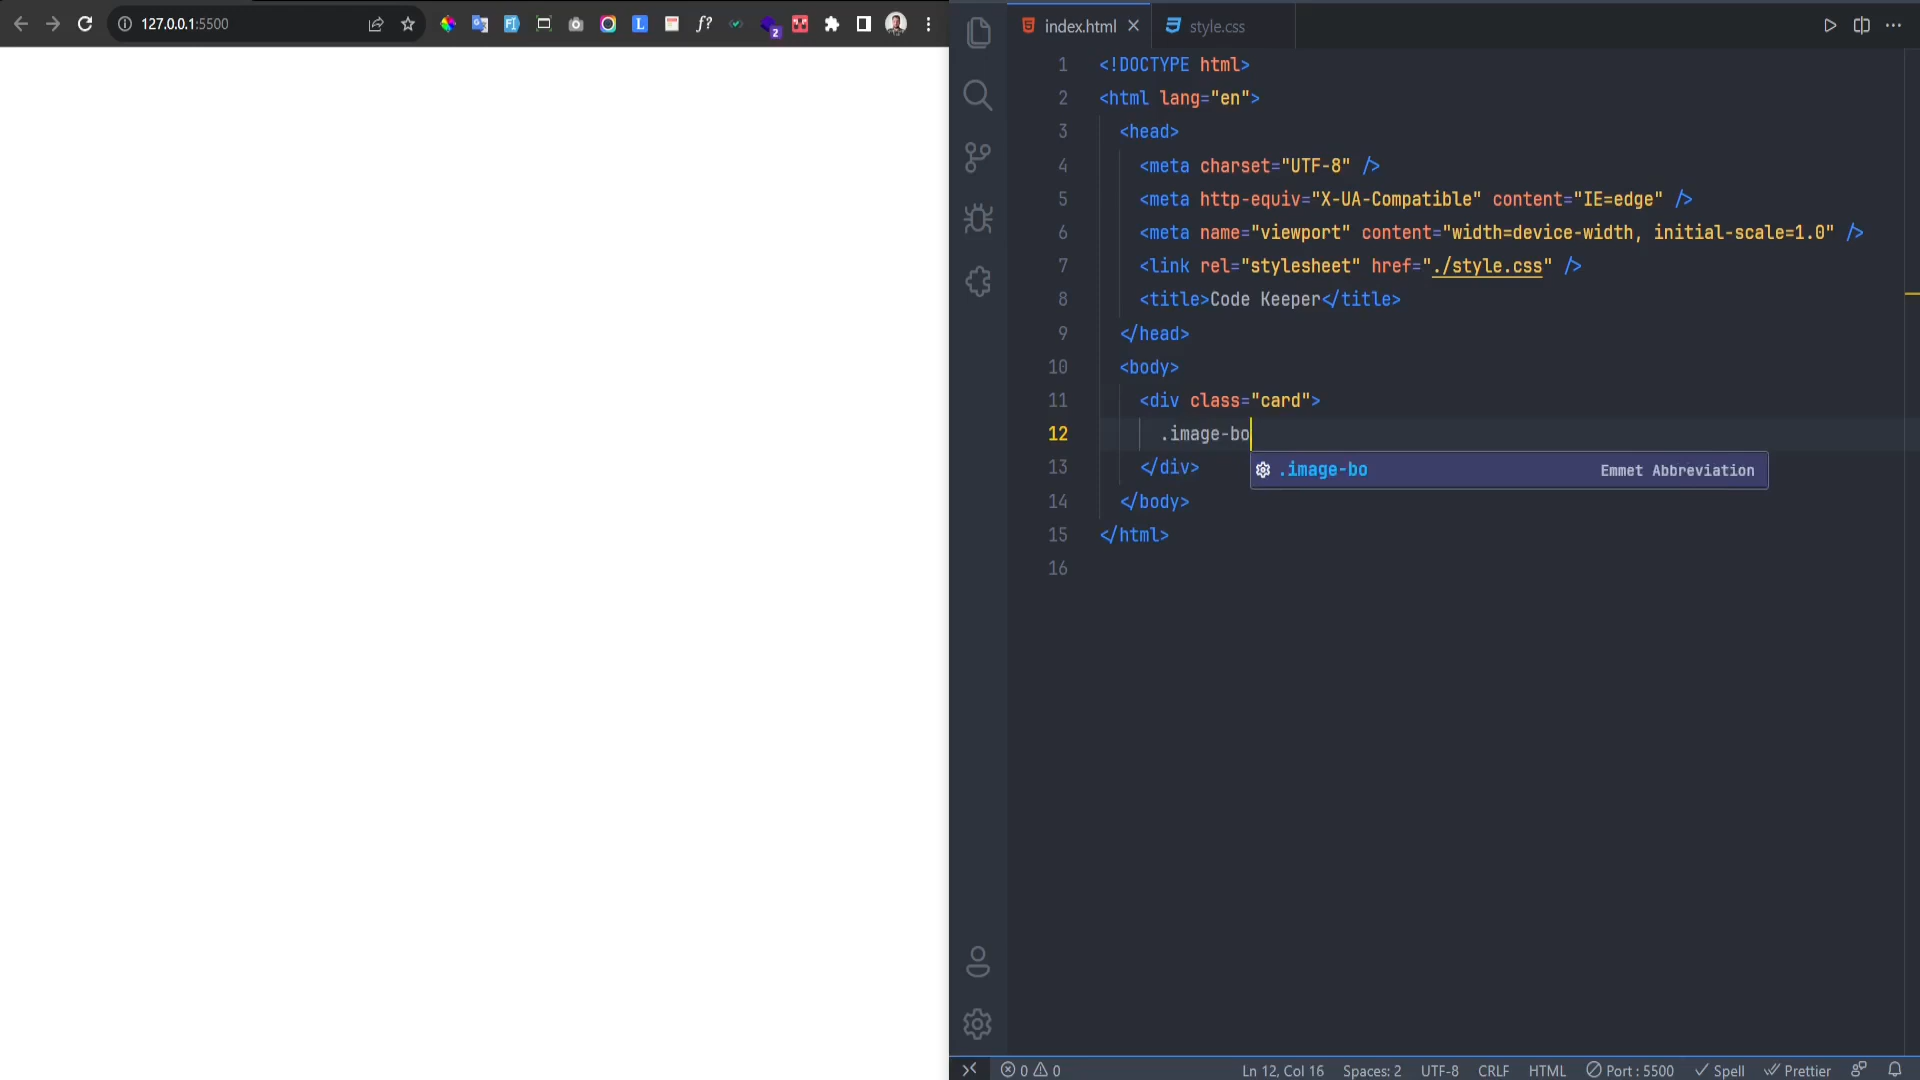 127.0.0.1:5500
FI
L
f?
2
index.html
style.css
1 <!DOCTYPE html>
2 <html lang="en">
3 <head>
4 <meta charset="UTF-8" />
5 <meta http-equiv="X-UA-Compatible" content="IE=edge" />
6 <meta name="viewport" content="width=device-width, initial-scale=1.0" />
7 <link rel="stylesheet" href="./style.css" />
8 <title>Code Keeper</title>
9 </head>
10 <body>
11 <div class="card">
12 .image-bo
.image-bo Emmet Abbreviation
13 </div>
14 </body>
15 </html>
16
0 0 Ln 12, Col 16 Spaces: 2 UTF-8 CRLF HTML Port : 5500 Spell Prettier